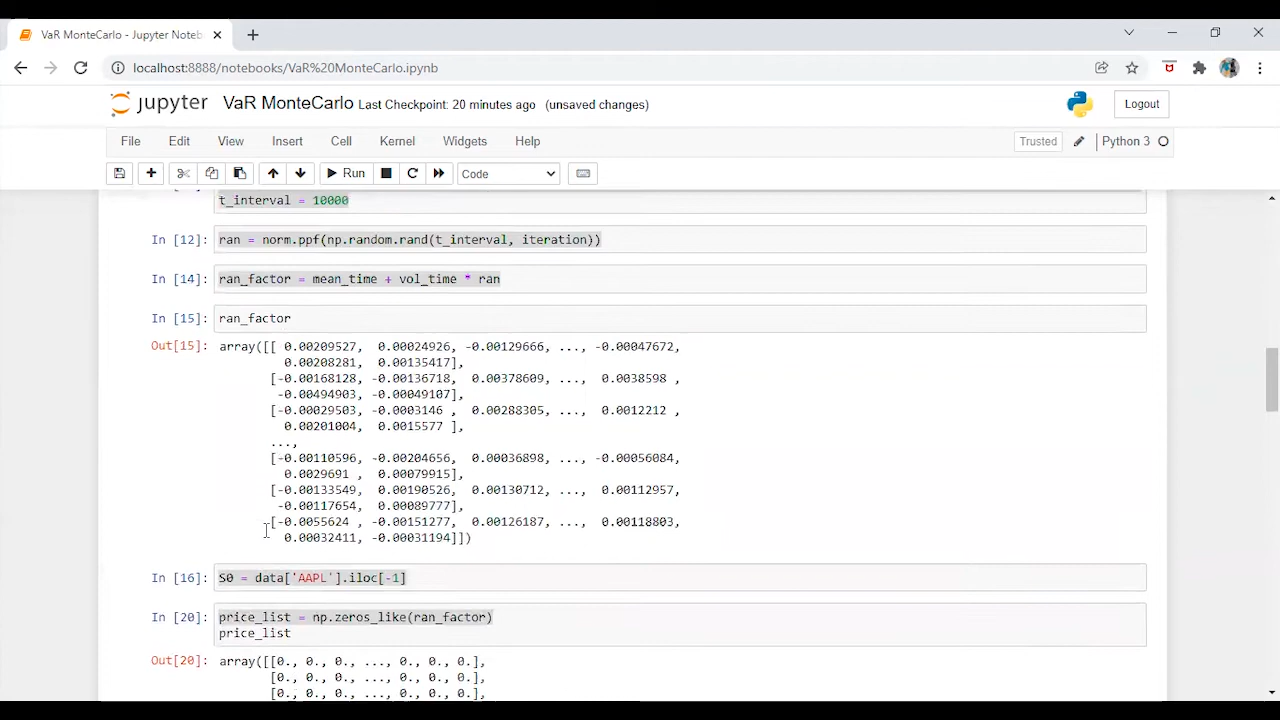 VaR MonteCarlo - Jupyter Noteb
localhost:8888/notebooks/VaR%20MonteCarlo.ipynb
jupyter VaR MonteCarlo Last Checkpoint: 20 minutes ago (unsaved changes) Logout
File Edit View Insert Cell Kernel Widgets Help Trusted Python 3
Run Code
t_interval = 10000
In [12]: ran = norm.ppf(np.random.rand(t_interval, iteration))
In [14]: ran_factor = mean_time + vol_time * ran
In [15]: ran_factor
Out[15]: array([[ 0.00209527, 0.00024926, -0.00129666, ..., -0.00047672,
0.00208281, 0.00135417],
[-0.00168128, -0.00136718, 0.00378609, ..., 0.0038598 ,
-0.00494903, -0.00049107],
[-0.00029503, -0.0003146 , 0.00288305, ..., 0.0012212 ,
0.00201004, 0.0015577 ],
...,
[-0.00110596, -0.00204656, 0.00036898, ..., -0.00056084,
0.0029691 , 0.00079915],
[-0.00133549, 0.00190526, 0.00130712, ..., 0.00112957,
-0.00117654, 0.00089777],
[-0.0055624 , -0.00151277, 0.00126187, ..., 0.00118803,
0.00032411, -0.00031194]])
In [16]: S0 = data['AAPL'].iloc[-1]
In [20]: price_list = np.zeros_like(ran_factor)
price_list
Out[20]: array([[0., 0., 0., ..., 0., 0., 0.],
[0., 0., 0., ..., 0., 0., 0.],
[0., 0., 0., ..., 0., 0., 0.],